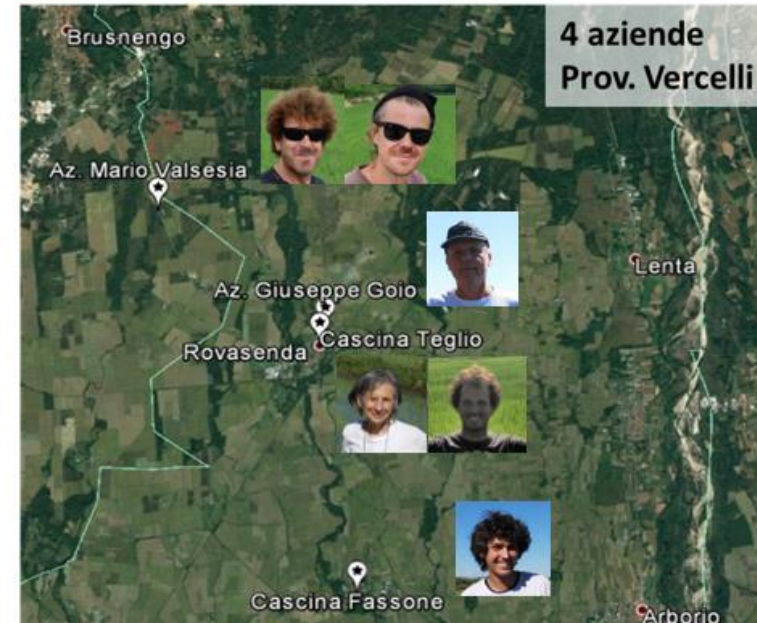 4 aziende
Prov. Vercelli
Brusnengo
Az. Mario Valsesia
Lenta
Az. Giuseppe Goio
Cascina Teglio
Rovasenda
Cascina Fassone
Arborio